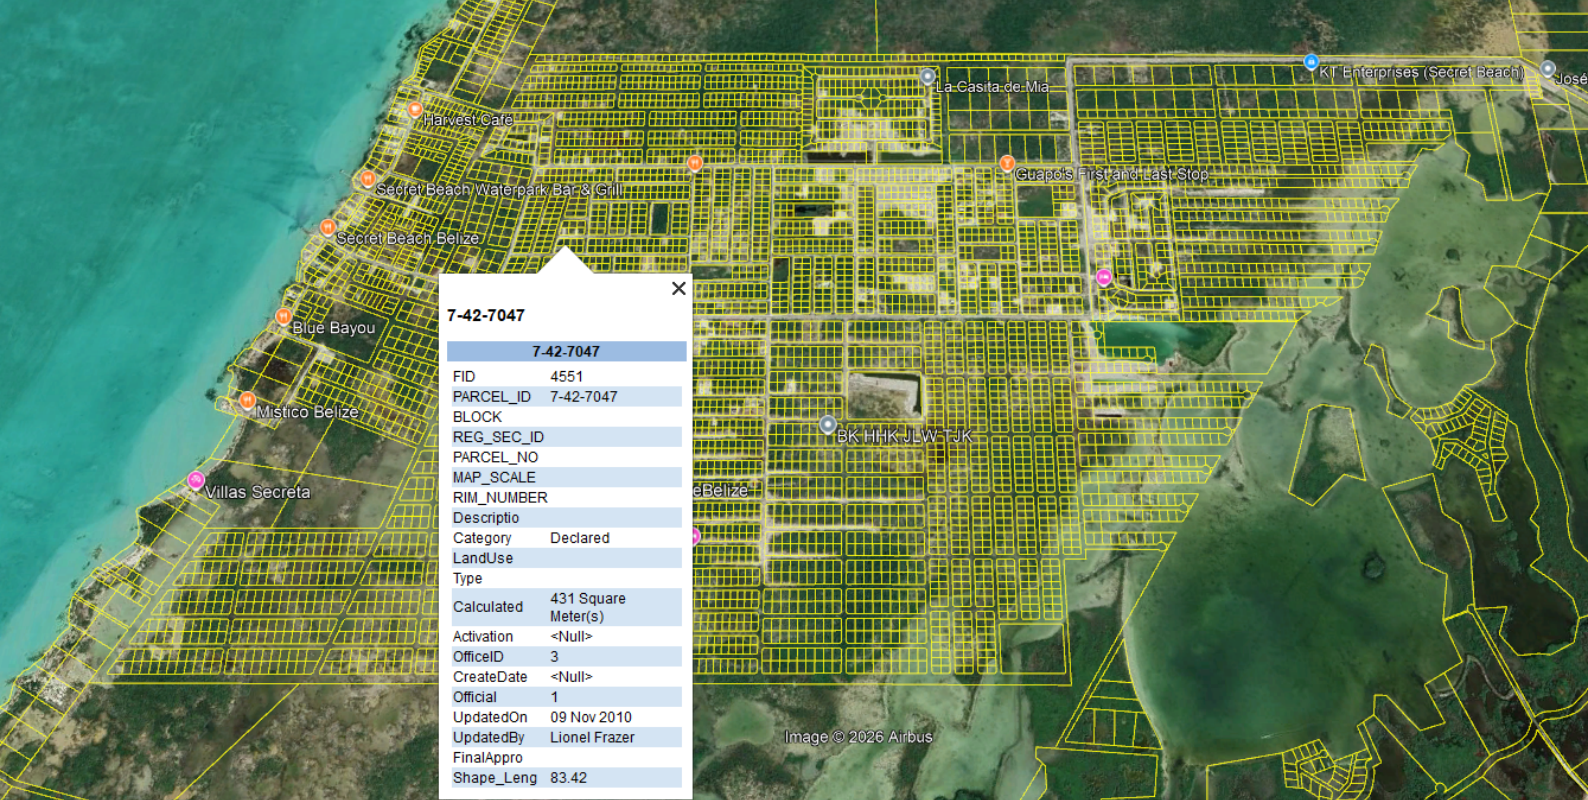 La Casita de Mia
KT Enterprises (Secret Beach)
José
Harvest Café
Guapo's First and Last Stop
Secret Beach Waterpark Bar & Grill
Secret Beach Belize
Blue Bayou
Mistico Belize
Villas Secreta
BK HHK JLW TJK
eBelize
7-42-7047
7-42-7047
FID 4551
PARCEL_ID 7-42-7047
BLOCK
REG_SEC_ID
PARCEL_NO
MAP_SCALE
RIM_NUMBER
Descriptio
Category Declared
LandUse
Type
Calculated 431 Square
Meter(s)
Activation <Null>
OfficeID 3
CreateDate <Null>
Official 1
UpdatedOn 09 Nov 2010
UpdatedBy Lionel Frazer
FinalAppro
Shape_Leng 83.42
Image © 2026 Airbus